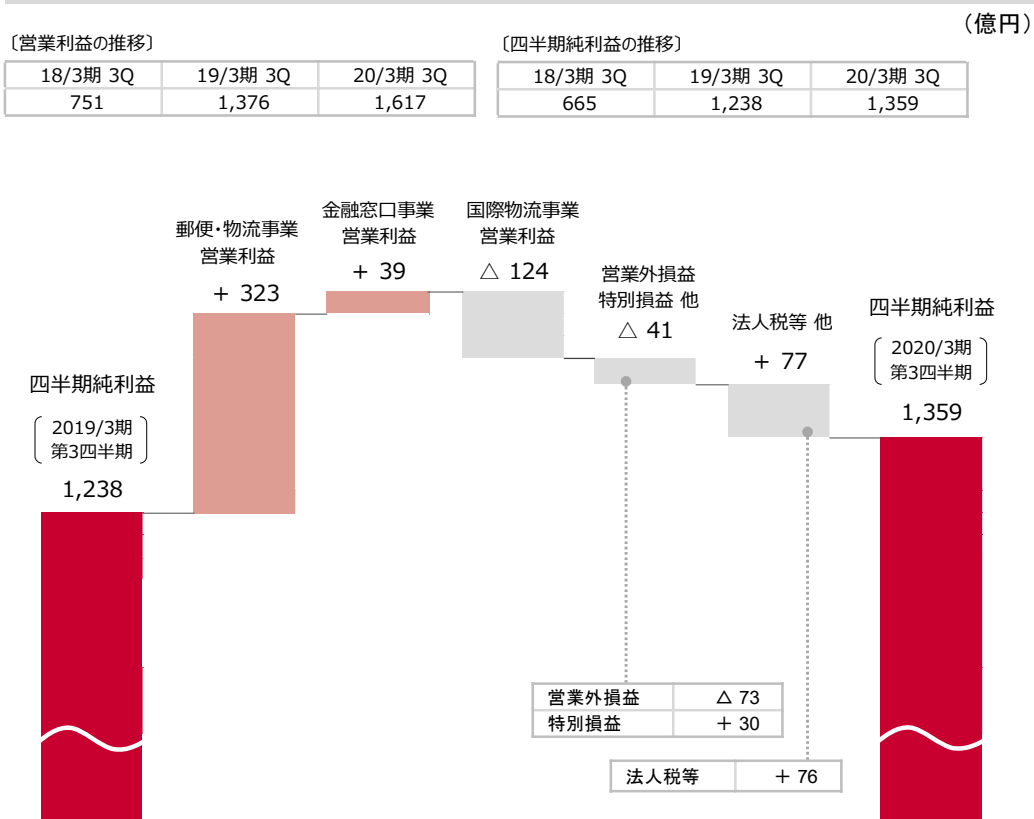 （億円）
〔営業利益の推移〕
18/3期 3Q 19/3期 3Q 20/3期 3Q
751 1,376 1,617
〔四半期純利益の推移〕
18/3期 3Q 19/3期 3Q 20/3期 3Q
665 1,238 1,359
四半期純利益
2019/3期
第3四半期
1,238
郵便・物流事業
営業利益
+ 323
金融窓口事業
営業利益
+ 39
国際物流事業
営業利益
△ 124
営業外損益
特別損益 他
△ 41
法人税等 他
+ 77
四半期純利益
2020/3期
第3四半期
1,359
営業外損益 △ 73
特別損益 + 30
法人税等 + 76